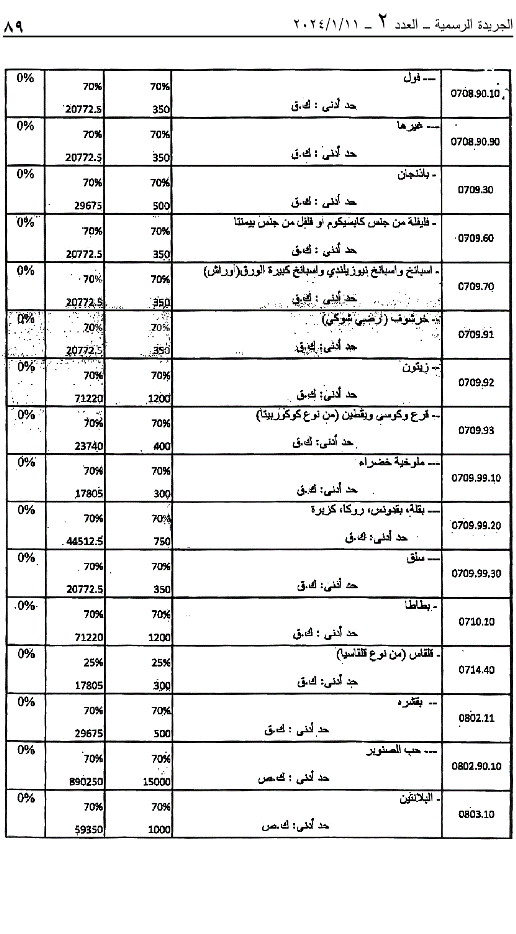 الجريدة الرسمية – العدد ٢ – ٢٠٢٤/١/١١ ٨٩
0708.90.10 --- فول 70% 70% 0%
حد أدنى : ك.ق 350 20772.5
0708.90.90 --- غيرها 70% 70% 0%
حد أدنى : ك.ق 350 20772.5
0709.30 - باذنجان 70% 70% 0%
حد أدنى : ك.ق 500 29675
0709.60 - فليفلة من جنس كابسيكوم او فلفل من جنس بيمنتا 70% 70% 0%
حد أدنى : ك.ق 350 20772.5
0709.70 - اسبانخ واسبانخ نيوزيلندي واسبانخ كبيرة الورق(اوراش) 70% 70% 0%
حد أدنى : ك.ق 350 20772.5
0709.91 -- خرشوف (ارضي شوكي) 70% 70% 0%
حد أدنى: ك.ق 350 20772.5
0709.92 -- زيتون 70% 70% 0%
حد أدنى: ك.ق 1200 71220
0709.93 -- قرع وكوسى ويقطين (من نوع كوكوربيتا) 70% 70% 0%
حد أدنى: ك.ق 400 23740
0709.99.10 --- ملوخية خضراء 70% 70% 0%
حد أدنى: ك.ق 300 17805
0709.99.20 --- بقلة، بقدونس، روكا، كزبرة 70% 70% 0%
حد أدنى: ك.ق 750 44512.5
0709.99.30 --- سلق 70% 70% 0%
حد أدنى: ك.ق 350 20772.5
0710.10 - بطاطا 70% 70% 0%
حد أدنى : ك.ق 1200 71220
0714.40 - قلقاس (من نوع قلقاسيا) 25% 25% 0%
حد أدنى: ك.ق 300 17805
0802.11 -- بقشره 70% 70% 0%
حد أدنى : ك.ق 500 29675
0802.90.10 --- حب الصنوبر 70% 70% 0%
حد أدنى : ك.ص 15000 890250
0803.10 - البلانتين 70% 70% 0%
حد أدنى: ك.ص 1000 59350